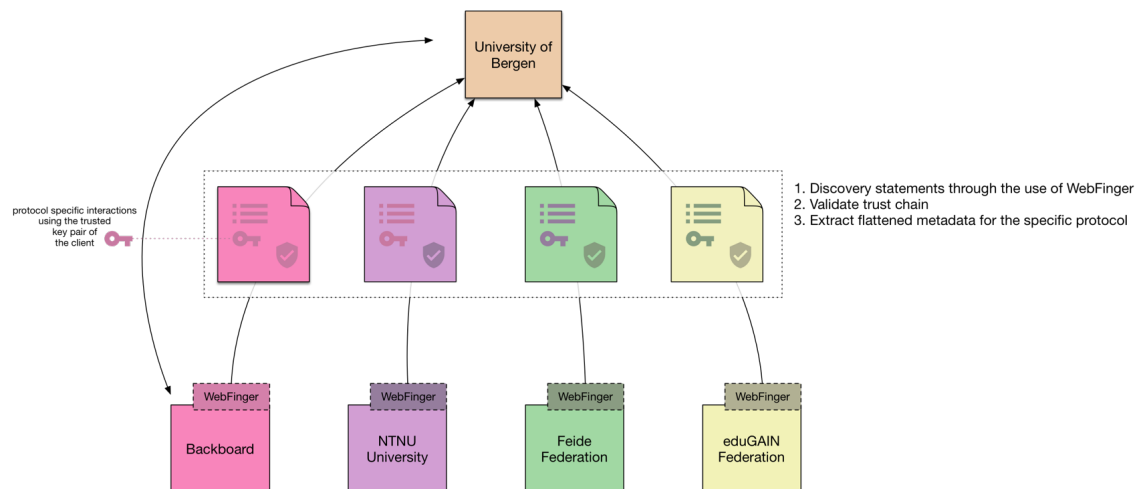 University of
Bergen
1. Discovery statements through the use of WebFinger
2. Validate trust chain
3. Extract flattened metadata for the specific protocol
protocol specific interactions
using the trusted
key pair of
the client
WebFinger
WebFinger
WebFinger
WebFinger
Backboard
NTNU
University
Feide
Federation
eduGAIN
Federation